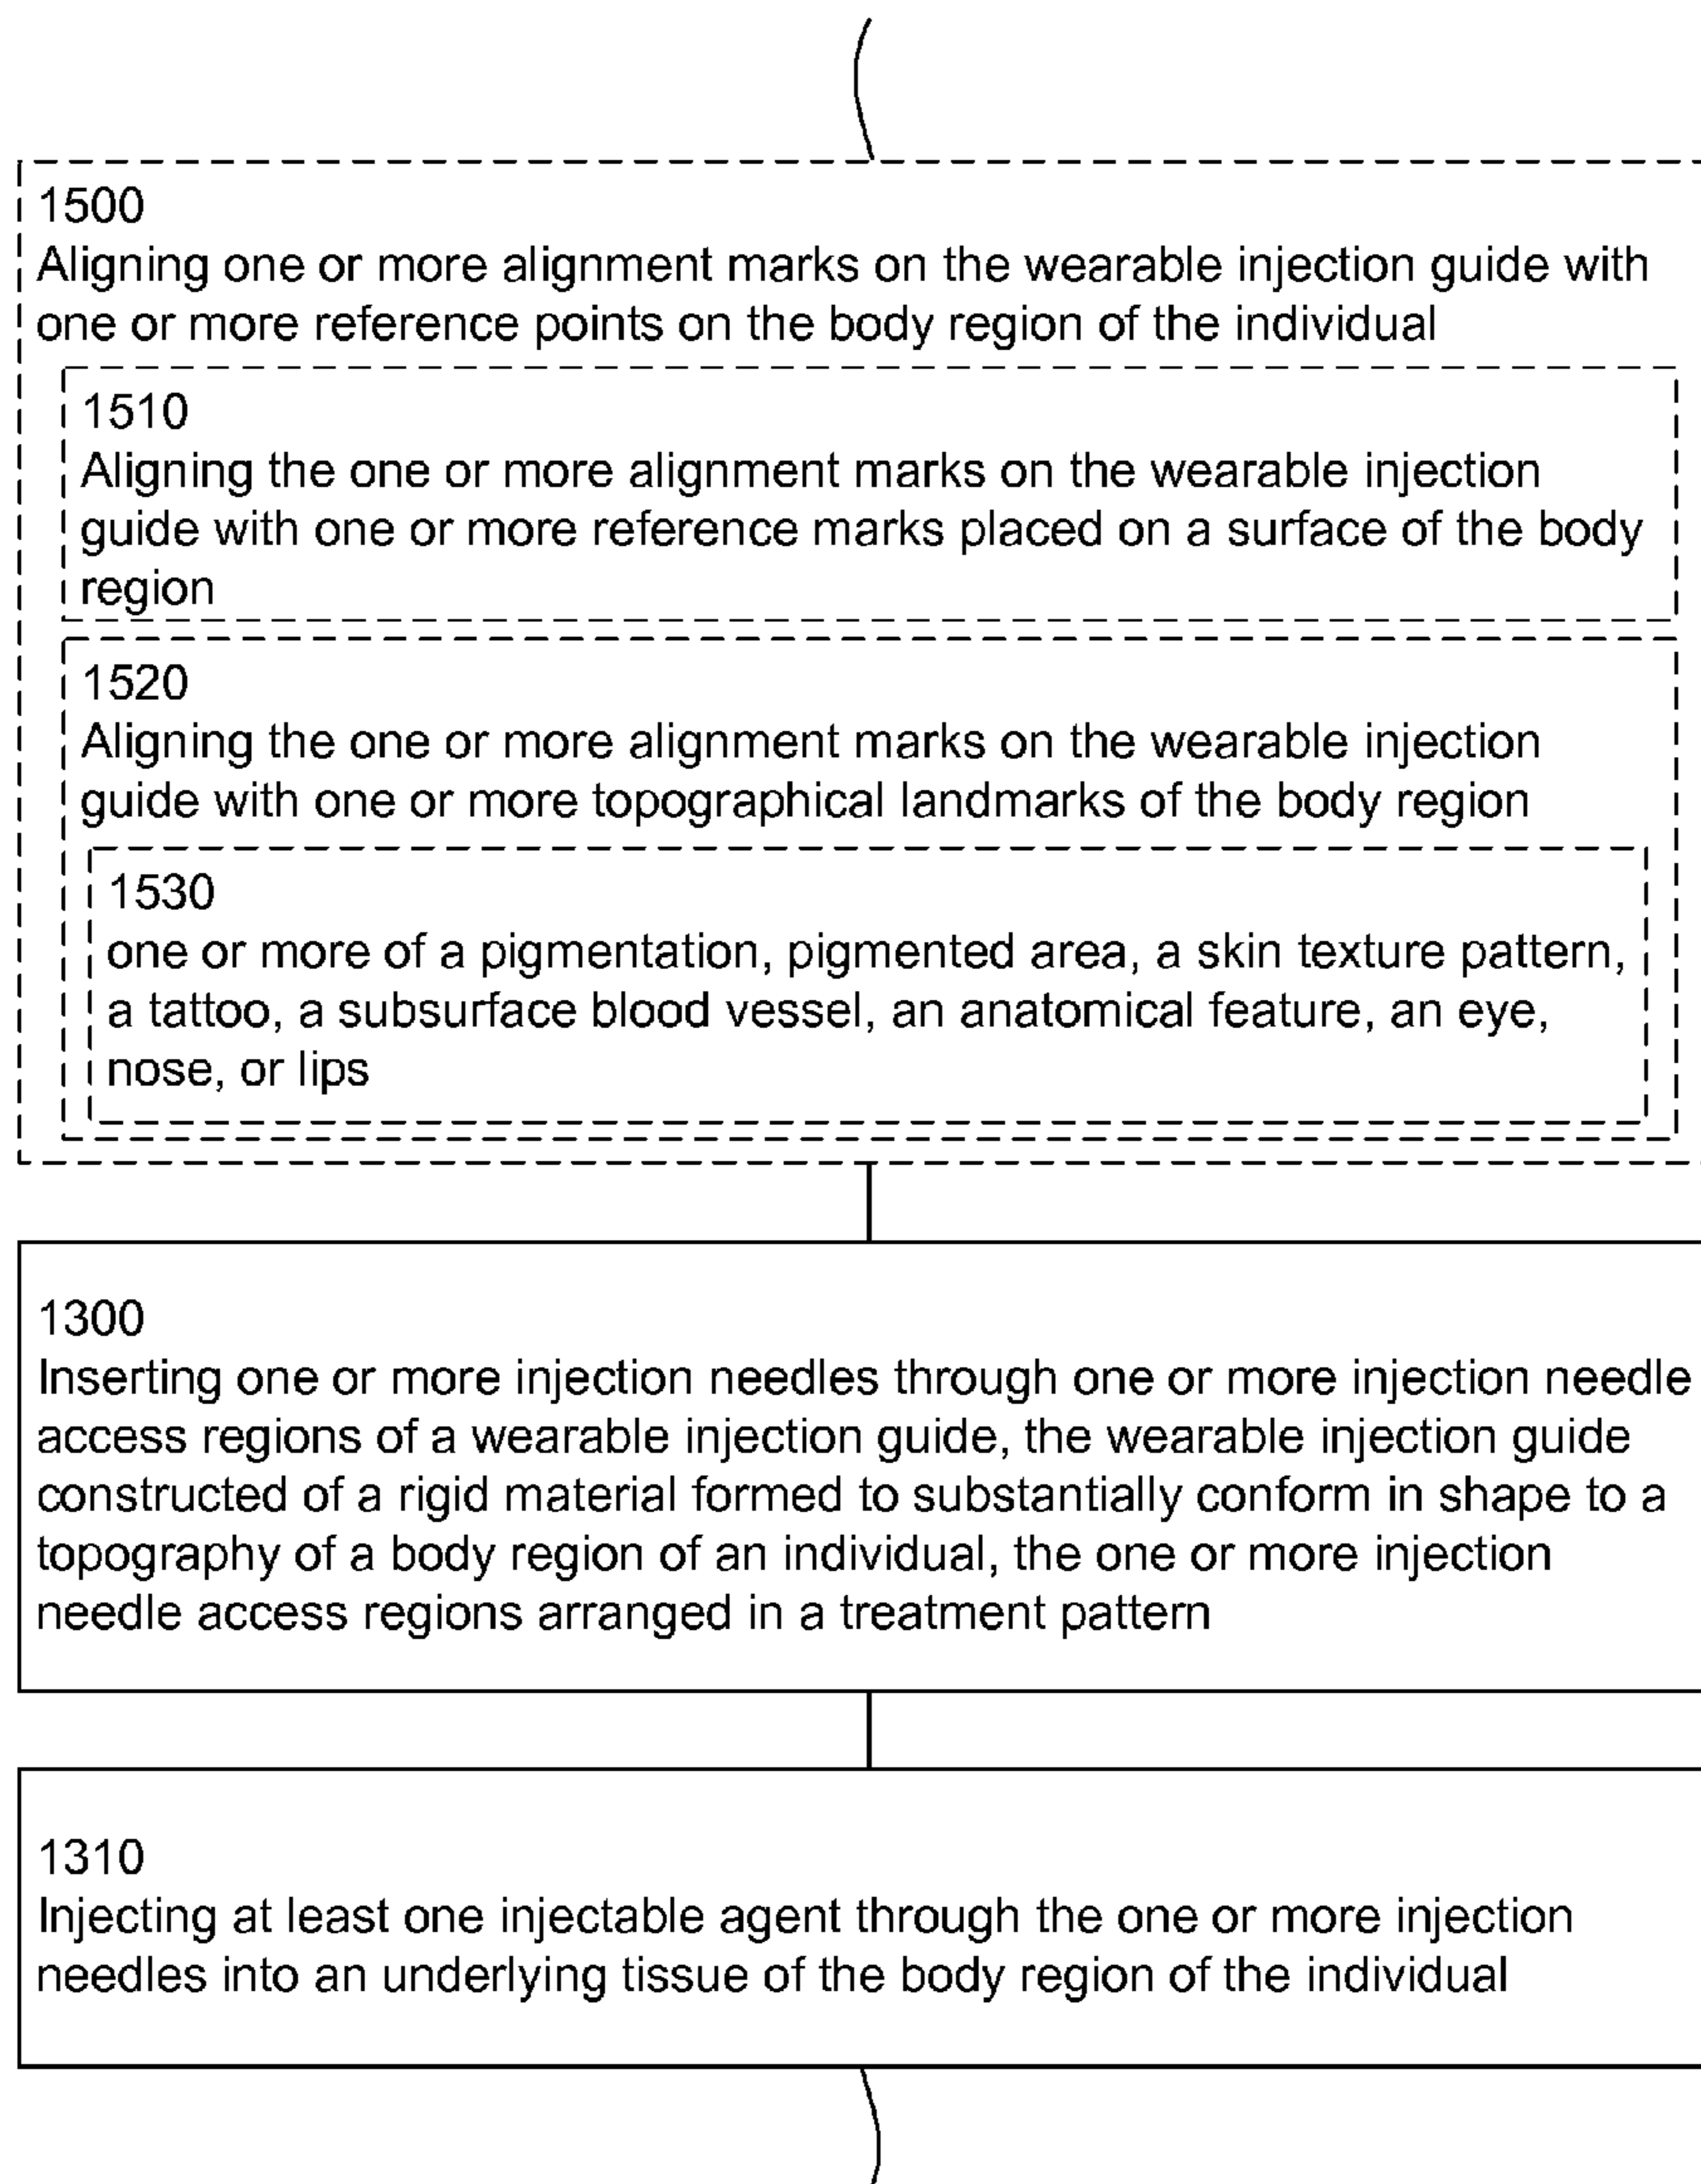 1500
Aligning one or more alignment marks on the wearable injection guide with
one or more reference points on the body region of the individual
1510
Aligning the one or more alignment marks on the wearable injection
guide with one or more reference marks placed on a surface of the body
region
1520
Aligning the one or more alignment marks on the wearable injection
guide with one or more topographical landmarks of the body region
1530
one or more of a pigmentation, pigmented area, a skin texture pattern,
a tattoo, a subsurface blood vessel, an anatomical feature, an eye,
nose, or lips
1300
Inserting one or more injection needles through one or more injection needle
access regions of a wearable injection guide, the wearable injection guide
constructed of a rigid material formed to substantially conform in shape to a
topography of a body region of an individual, the one or more injection
needle access regions arranged in a treatment pattern
1310
Injecting at least one injectable agent through the one or more injection
needles into an underlying tissue of the body region of the individual